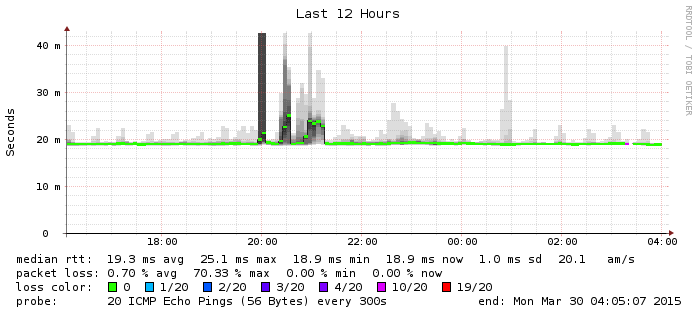 Last 12 Hours
RRDTOOL / TOBI OETIKER
Seconds
40 m
30 m
20 m
10 m
0
18:00 20:00 22:00 00:00 02:00 04:00
median rtt: 19.3 ms avg 25.1 ms max 18.9 ms min 18.9 ms now 1.0 ms sd 20.1 am/s
packet loss: 0.70 % avg 70.33 % max 0.00 % min 0.00 % now
loss color: 0 1/20 2/20 3/20 4/20 10/20 19/20
probe: 20 ICMP Echo Pings (56 Bytes) every 300s end: Mon Mar 30 04:05:07 2015